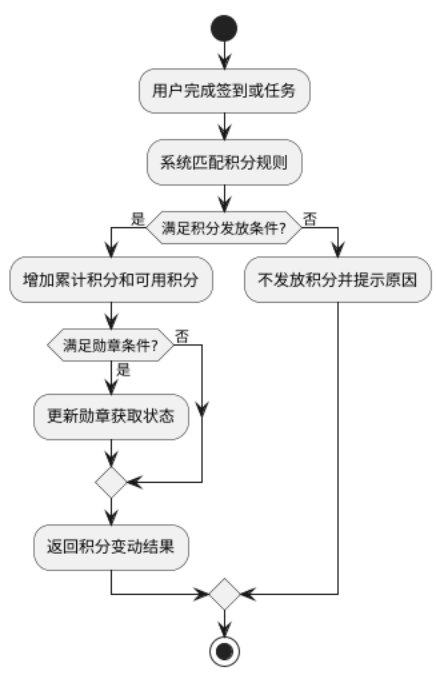 用户完成签到或任务
系统匹配积分规则
是
满足积分发放条件?
否
增加累计积分和可用积分
不发放积分并提示原因
满足勋章条件?
否
是
更新勋章获取状态
返回积分变动结果